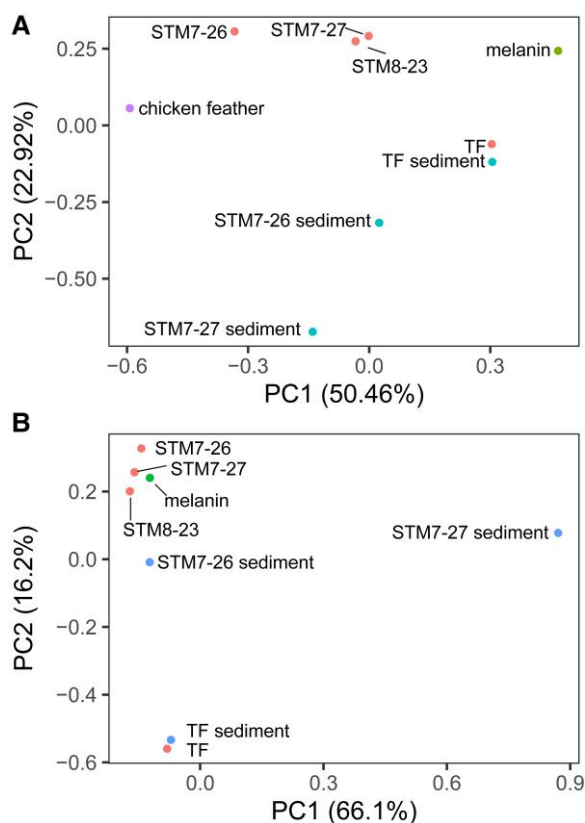 A
STM7-26
STM7-27
STM8-23
melanin
chicken feather
TF
TF sediment
STM7-26 sediment
STM7-27 sediment
0.25
0.00
−0.25
−0.50
PC2 (22.92%)
−0.6
−0.3
0.0
0.3
PC1 (50.46%)
B
STM7-26
STM7-27
melanin
STM8-23
STM7-27 sediment
STM7-26 sediment
TF sediment
TF
0.2
0.0
−0.2
−0.4
−0.6
PC2 (16.2%)
0.0
0.3
0.6
0.9
PC1 (66.1%)